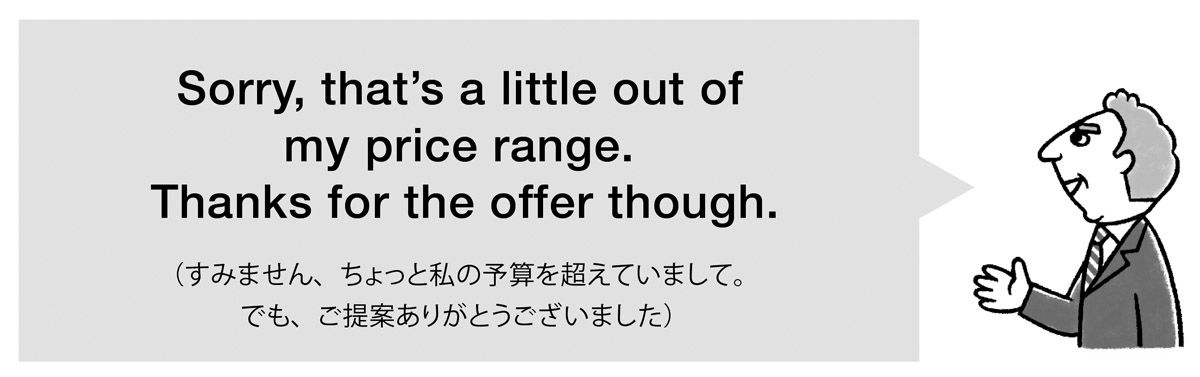 Sorry, that’s a little out of
my price range.
Thanks for the offer though.
（すみません、ちょっと私の予算を超えていまして。
でも、ご提案ありがとうございました）